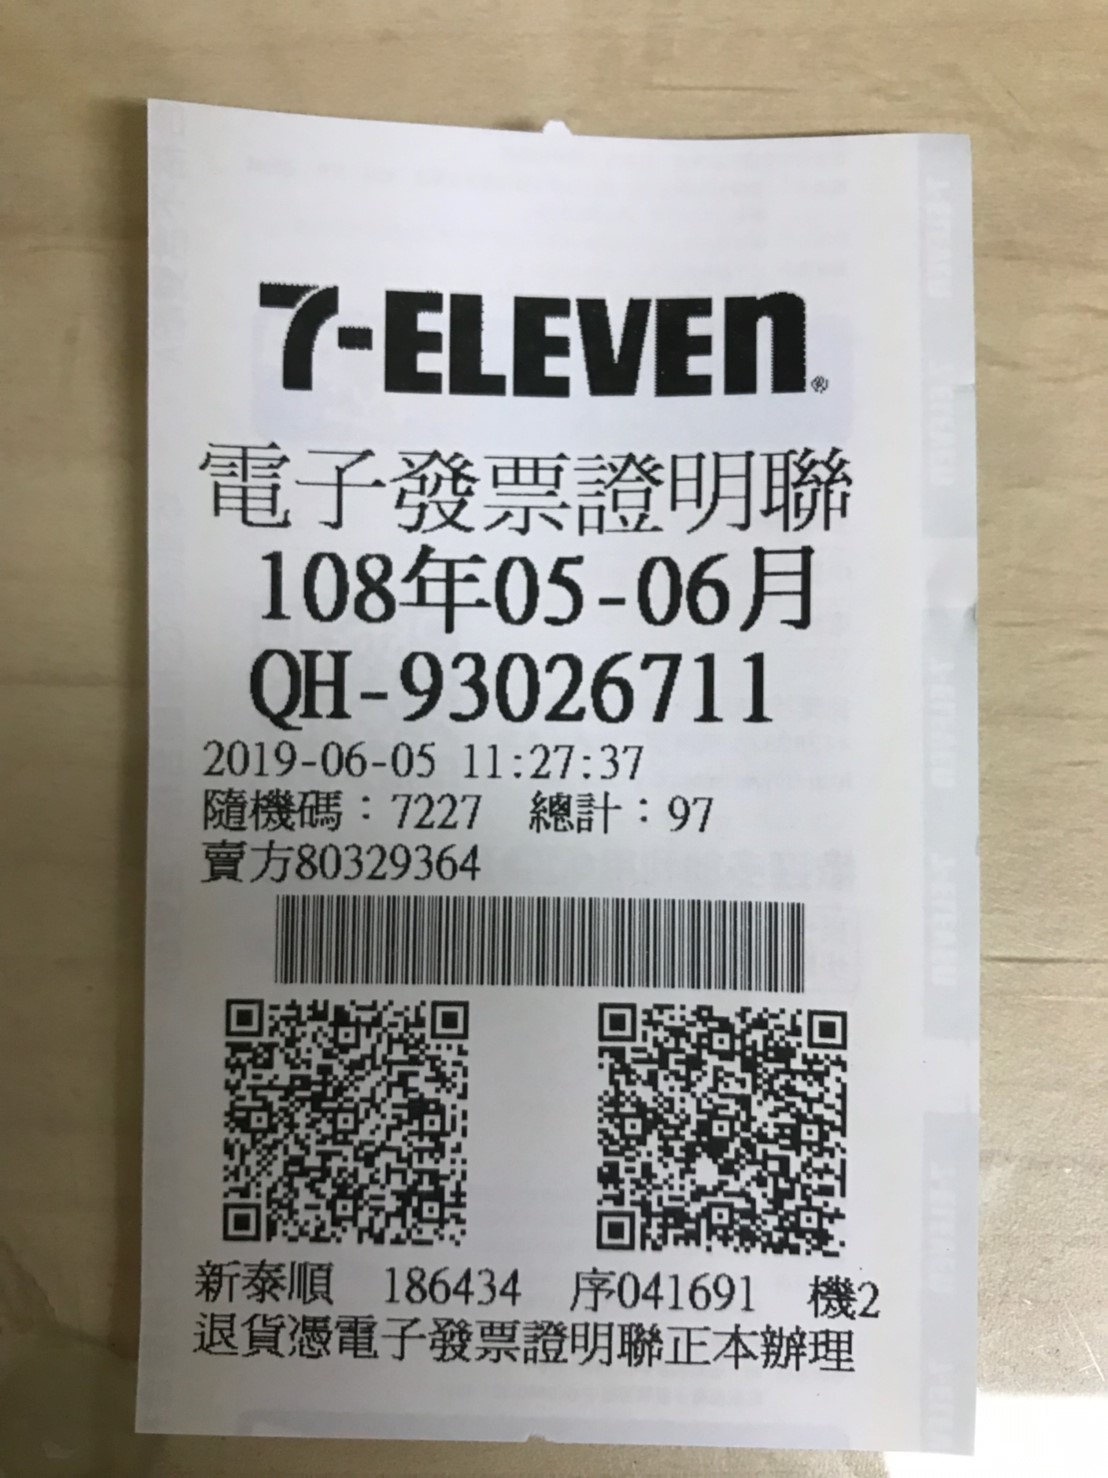 7-ELEVEN®
電子發票證明聯
108年05-06月
QH-93026711
2019-06-05 11:27:37
隨機碼：7227 總計：97
賣方80329364
新泰順 186434 序041691 機2
退貨憑電子發票證明聯正本辦理